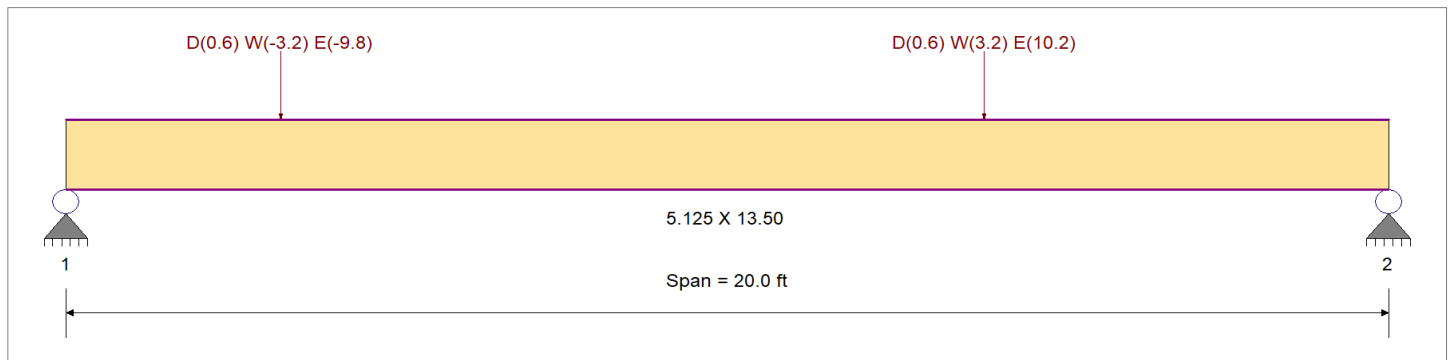 D(0.6) W(-3.2) E(-9.8)
D(0.6) W(3.2) E(10.2)
5.125 X 13.50
1
2
Span = 20.0 ft